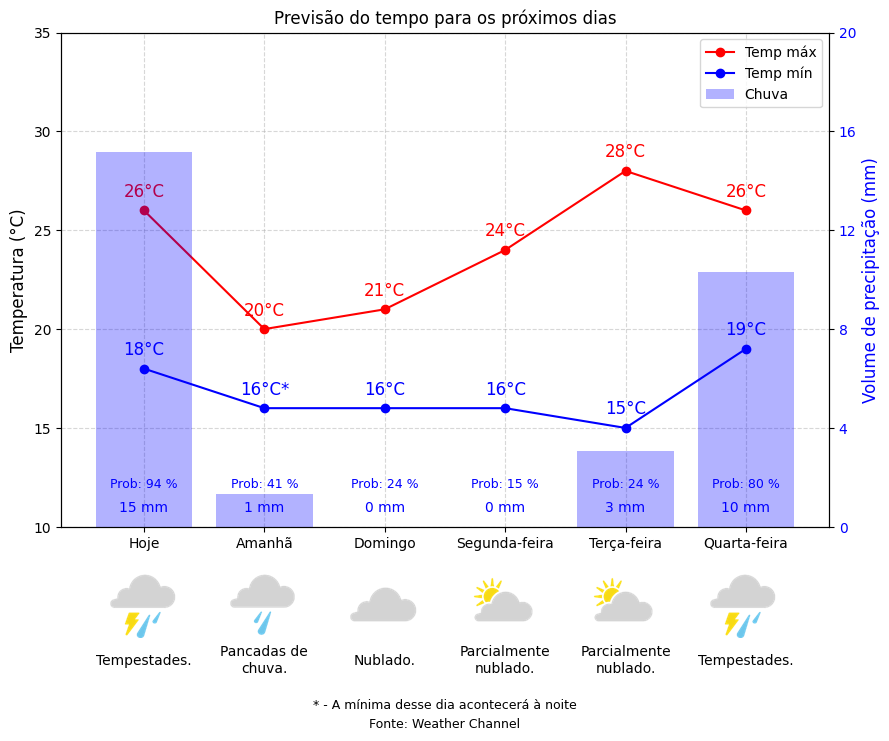 Previsão do tempo para os próximos dias
35
30
25
20
15
10
Temperatura (°C)
20
16
12
8
4
0
Volume de precipitação (mm)
Temp máx
Temp mín
Chuva
26°C
20°C
21°C
24°C
28°C
26°C
18°C
16°C*
16°C
16°C
15°C
19°C
Prob: 94 %
Prob: 41 %
Prob: 24 %
Prob: 15 %
Prob: 24 %
Prob: 80 %
15 mm
1 mm
0 mm
0 mm
3 mm
10 mm
Hoje
Amanhã
Domingo
Segunda-feira
Terça-feira
Quarta-feira
Tempestades.
Pancadas de
chuva.
Nublado.
Parcialmente
nublado.
Parcialmente
nublado.
Tempestades.
* - A mínima desse dia acontecerá à noite
Fonte: Weather Channel